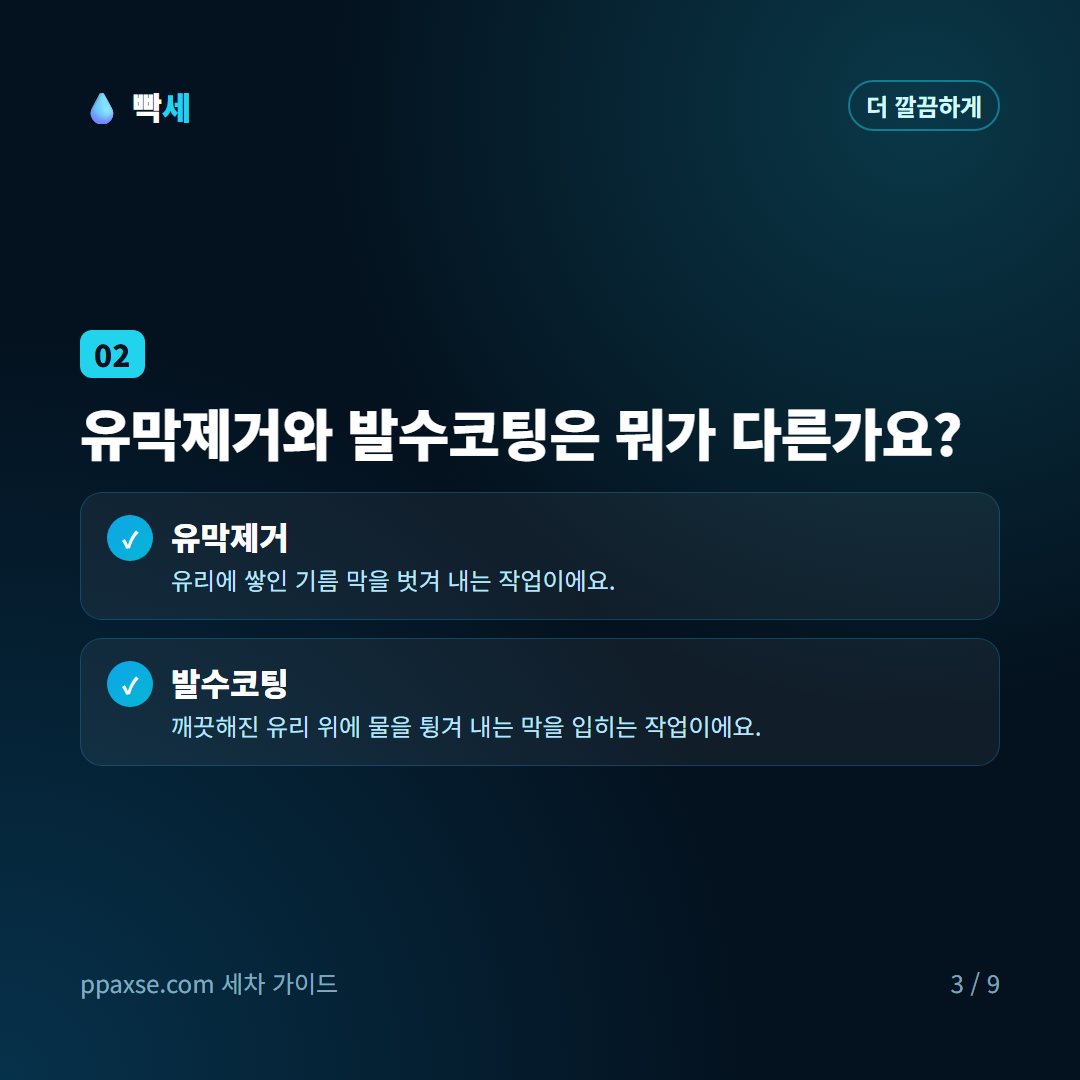 빡세
더 깔끔하게
02
유막제거와 발수코팅은 뭐가 다른가요?
✓ 유막제거
유리에 쌓인 기름 막을 벗겨 내는 작업이에요.
✓ 발수코팅
깨끗해진 유리 위에 물을 튕겨 내는 막을 입히는 작업이에요.
ppaxse.com 세차 가이드
3 / 9